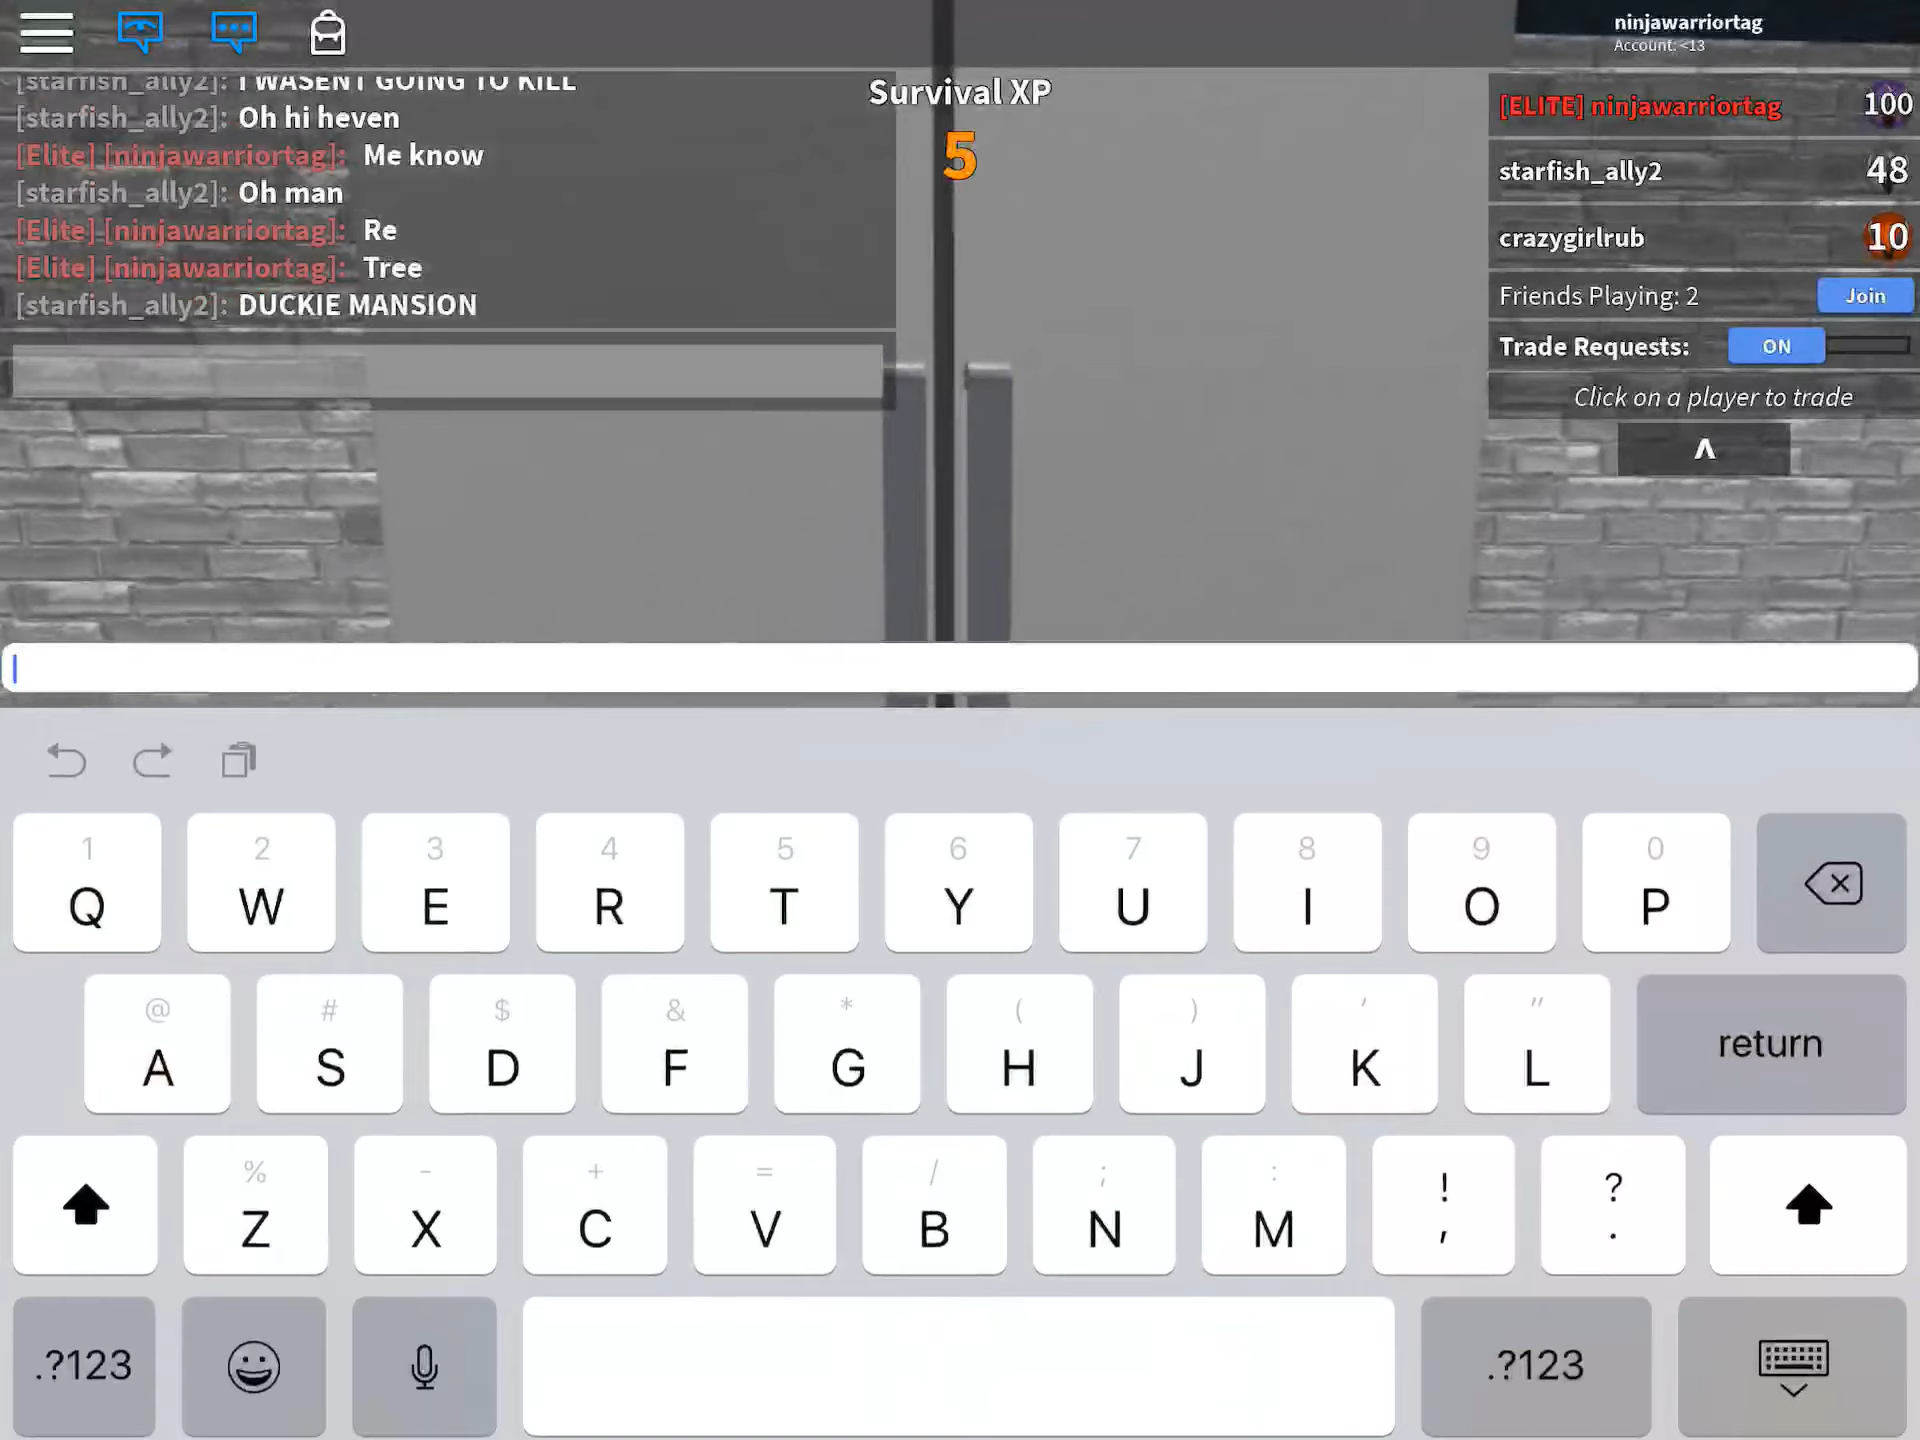 ninjawarriortag
Account: <13
[starfish_ally2]: I WASENT GOING TO KILL
[starfish_ally2]: Oh hi heven
[Elite] [ninjawarriortag]: Me know
[starfish_ally2]: Oh man
[Elite] [ninjawarriortag]: Re
[Elite] [ninjawarriortag]: Tree
[starfish_ally2]: DUCKIE MANSION
Survival XP
5
[ELITE] ninjawarriortag 100
starfish_ally2 48
crazygirlrub 10
Friends Playing: 2 Join
Trade Requests: ON
Click on a player to trade
1 2 3 4 5 6 7 8 9 0
Q W E R T Y U I O P
@ # $ & * ( ) ' "
A S D F G H J K L return
% - + = / ; : ! ?
Z X C V B N M , .
.?123 .?123